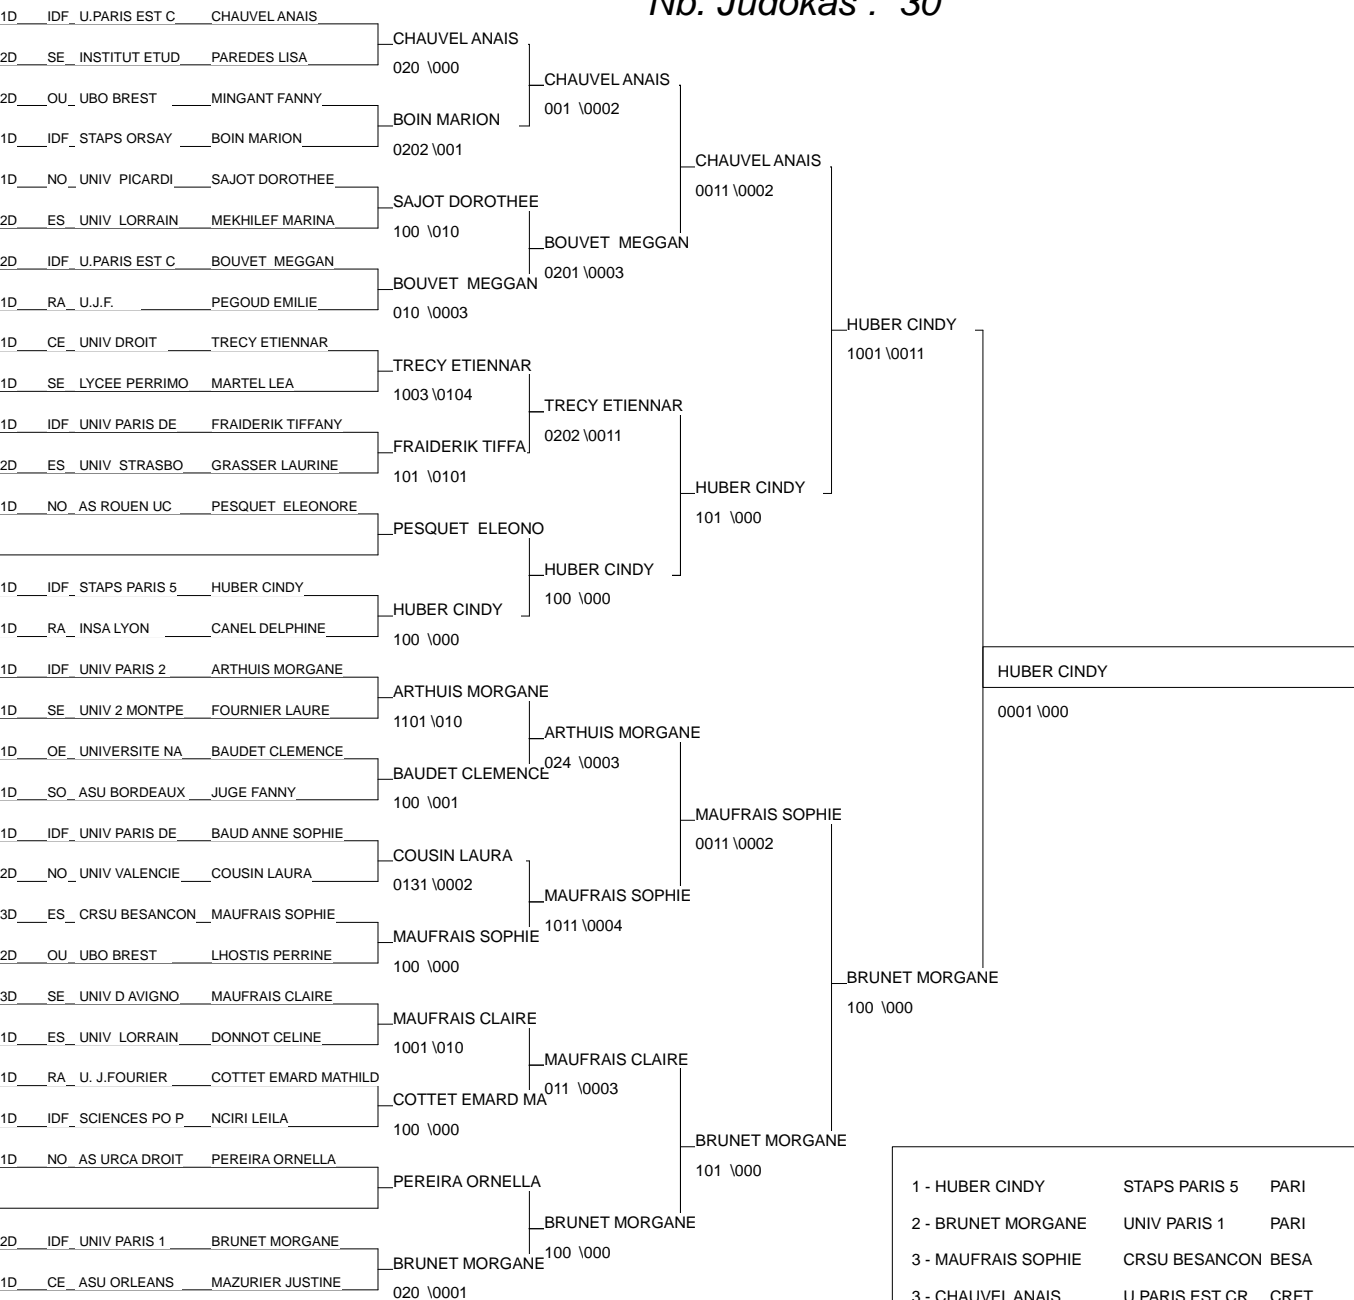 Nb. Judokas : 30
1D IDF U.PARIS EST C CHAUVEL ANAIS
CHAUVEL ANAIS
2D SE INSTITUT ETUD PAREDES LISA
020 \000
CHAUVEL ANAIS
2D OU UBO BREST MINGANT FANNY
001 \0002
BOIN MARION
1D IDF STAPS ORSAY BOIN MARION
0202 \001
CHAUVEL ANAIS
1D NO UNIV PICARDI SAJOT DOROTHEE
0011 \0002
SAJOT DOROTHEE
2D ES UNIV LORRAIN MEKHILEF MARINA
100 \010
BOUVET MEGGAN
2D IDF U.PARIS EST C BOUVET MEGGAN
0201 \0003
BOUVET MEGGAN
1D RA U.J.F. PEGOUD EMILIE
010 \0003
HUBER CINDY
1D CE UNIV DROIT TRECY ETIENNAR
1001 \0011
TRECY ETIENNAR
1D SE LYCEE PERRIMO MARTEL LEA
1003 \0104
TRECY ETIENNAR
1D IDF UNIV PARIS DE FRAIDERIK TIFFANY
0202 \0011
FRAIDERIK TIFFA
2D ES UNIV STRASBO GRASSER LAURINE
101 \0101
HUBER CINDY
1D NO AS ROUEN UC PESQUET ELEONORE
101 \000
PESQUET ELEONO
HUBER CINDY
1D IDF STAPS PARIS 5 HUBER CINDY
100 \000
HUBER CINDY
1D RA INSA LYON CANEL DELPHINE
100 \000
1D IDF UNIV PARIS 2 ARTHUIS MORGANE
HUBER CINDY
ARTHUIS MORGANE
1D SE UNIV 2 MONTPE FOURNIER LAURE
0001 \000
1101 \010
ARTHUIS MORGANE
1D OE UNIVERSITE NA BAUDET CLEMENCE
024 \0003
BAUDET CLEMENCE
1D SO ASU BORDEAUX JUGE FANNY
100 \001
MAUFRAIS SOPHIE
1D IDF UNIV PARIS DE BAUD ANNE SOPHIE
0011 \0002
COUSIN LAURA
2D NO UNIV VALENCIE COUSIN LAURA
0131 \0002
MAUFRAIS SOPHIE
3D ES CRSU BESANCON MAUFRAIS SOPHIE
1011 \0004
MAUFRAIS SOPHIE
2D OU UBO BREST LHOSTIS PERRINE
100 \000
BRUNET MORGANE
3D SE UNIV D AVIGNO MAUFRAIS CLAIRE
100 \000
MAUFRAIS CLAIRE
1D ES UNIV LORRAIN DONNOT CELINE
1001 \010
MAUFRAIS CLAIRE
1D RA U. J.FOURIER COTTET EMARD MATHILD
011 \0003
COTTET EMARD MA
1D IDF SCIENCES PO P NCIRI LEILA
100 \000
BRUNET MORGANE
1D NO AS URCA DROIT PEREIRA ORNELLA
101 \000
PEREIRA ORNELLA
1 - HUBER CINDY STAPS PARIS 5 PARI
BRUNET MORGANE
2 - BRUNET MORGANE UNIV PARIS 1 PARI
2D IDF UNIV PARIS 1 BRUNET MORGANE
100 \000
BRUNET MORGANE
3 - MAUFRAIS SOPHIE CRSU BESANCON BESA
1D CE ASU ORLEANS MAZURIER JUSTINE
020 \0001
3 - CHAUVEL ANAIS U.PARIS EST CR CRET